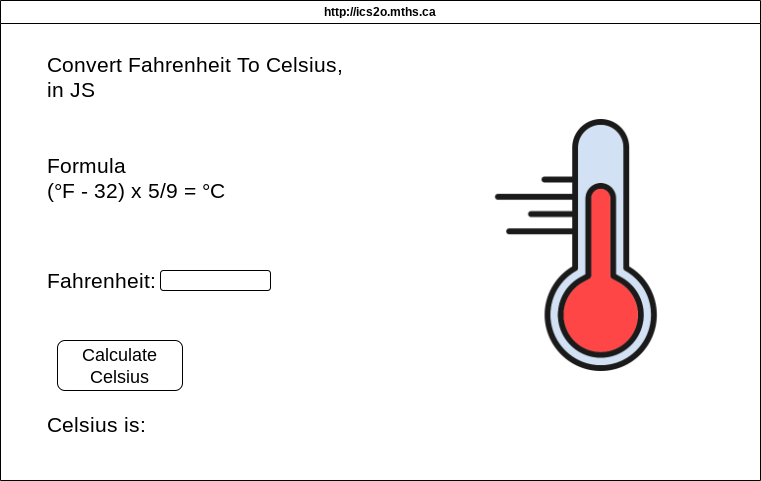 http://ics2o.mths.ca
Convert Fahrenheit To Celsius,
in JS
Formula
(°F - 32) x 5/9 = °C
Fahrenheit:
Calculate
Celsius
Celsius is: